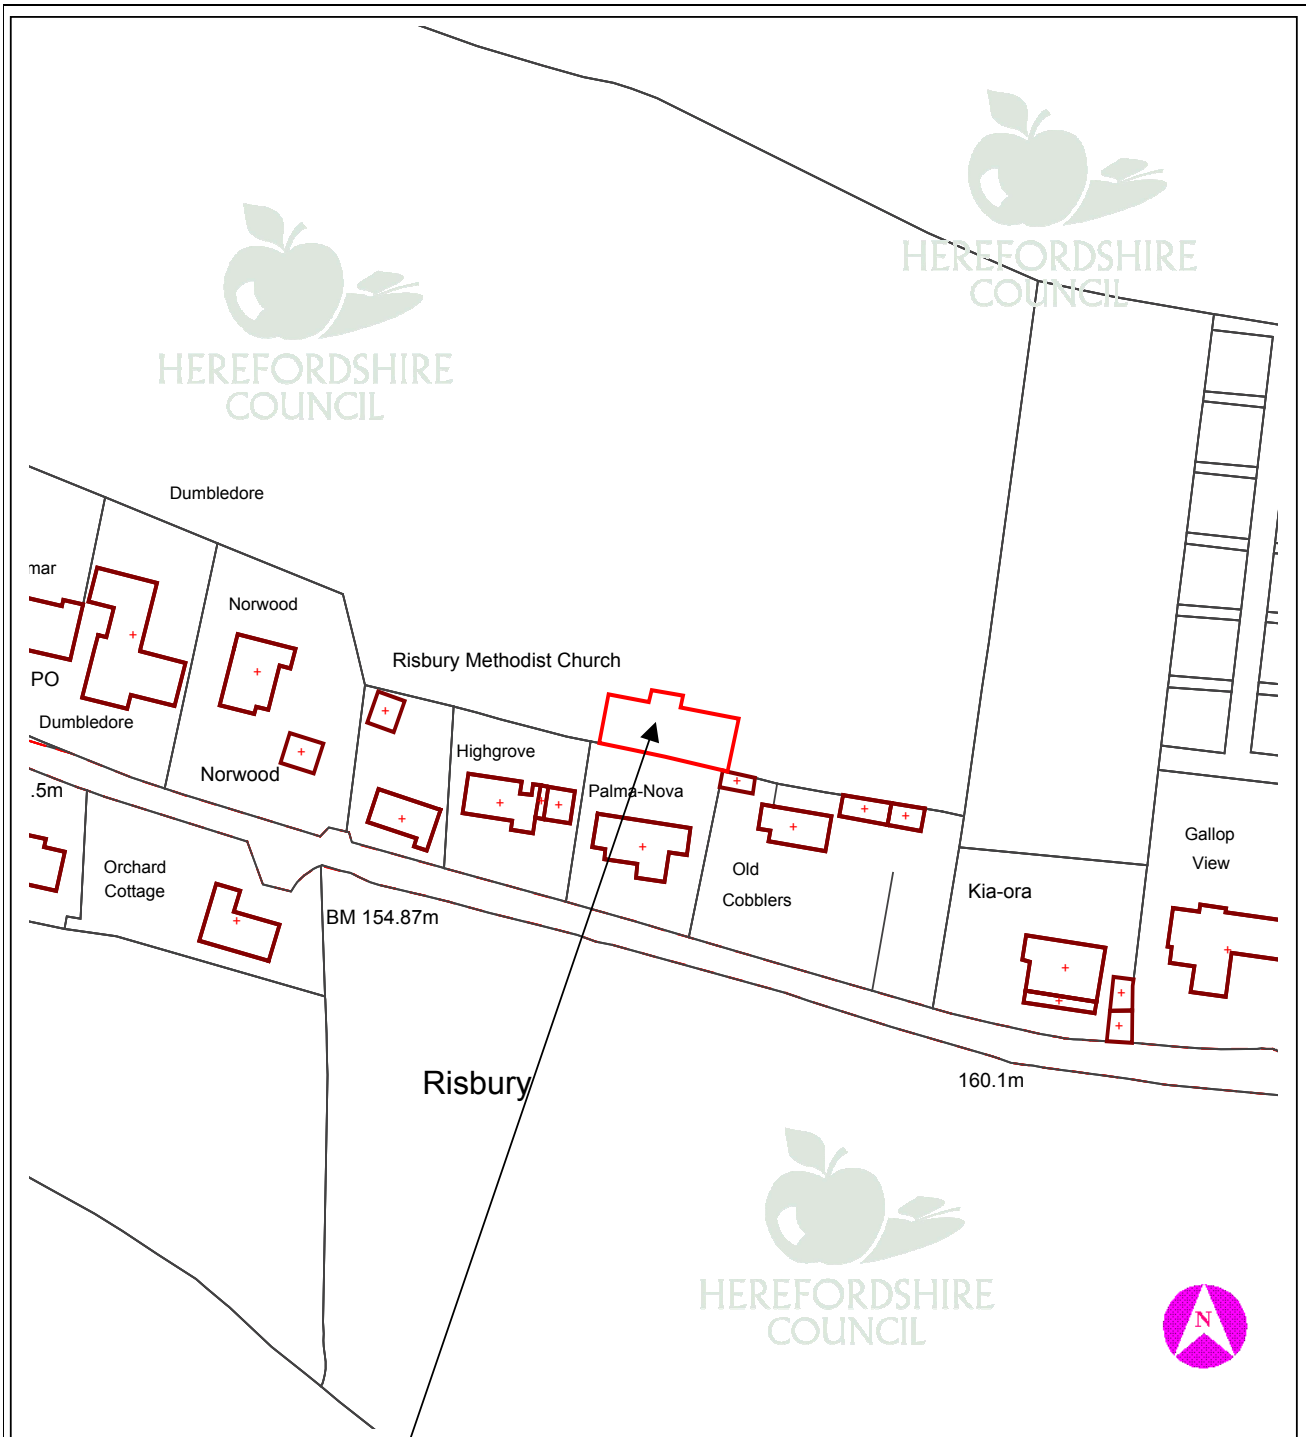 HEREFORDSHIRE
COUNCIL
HEREFORDSHIRE
COUNCIL
Dumbledore
mar
Norwood
Risbury Methodist Church
PO
Dumbledore
Highgrove
Norwood
.5m
Palma-Nova
Gallop
View
Orchard
Cottage
Old
Cobblers
Kia-ora
BM 154.87m
Risbury
160.1m
HEREFORDSHIRE
COUNCIL
N